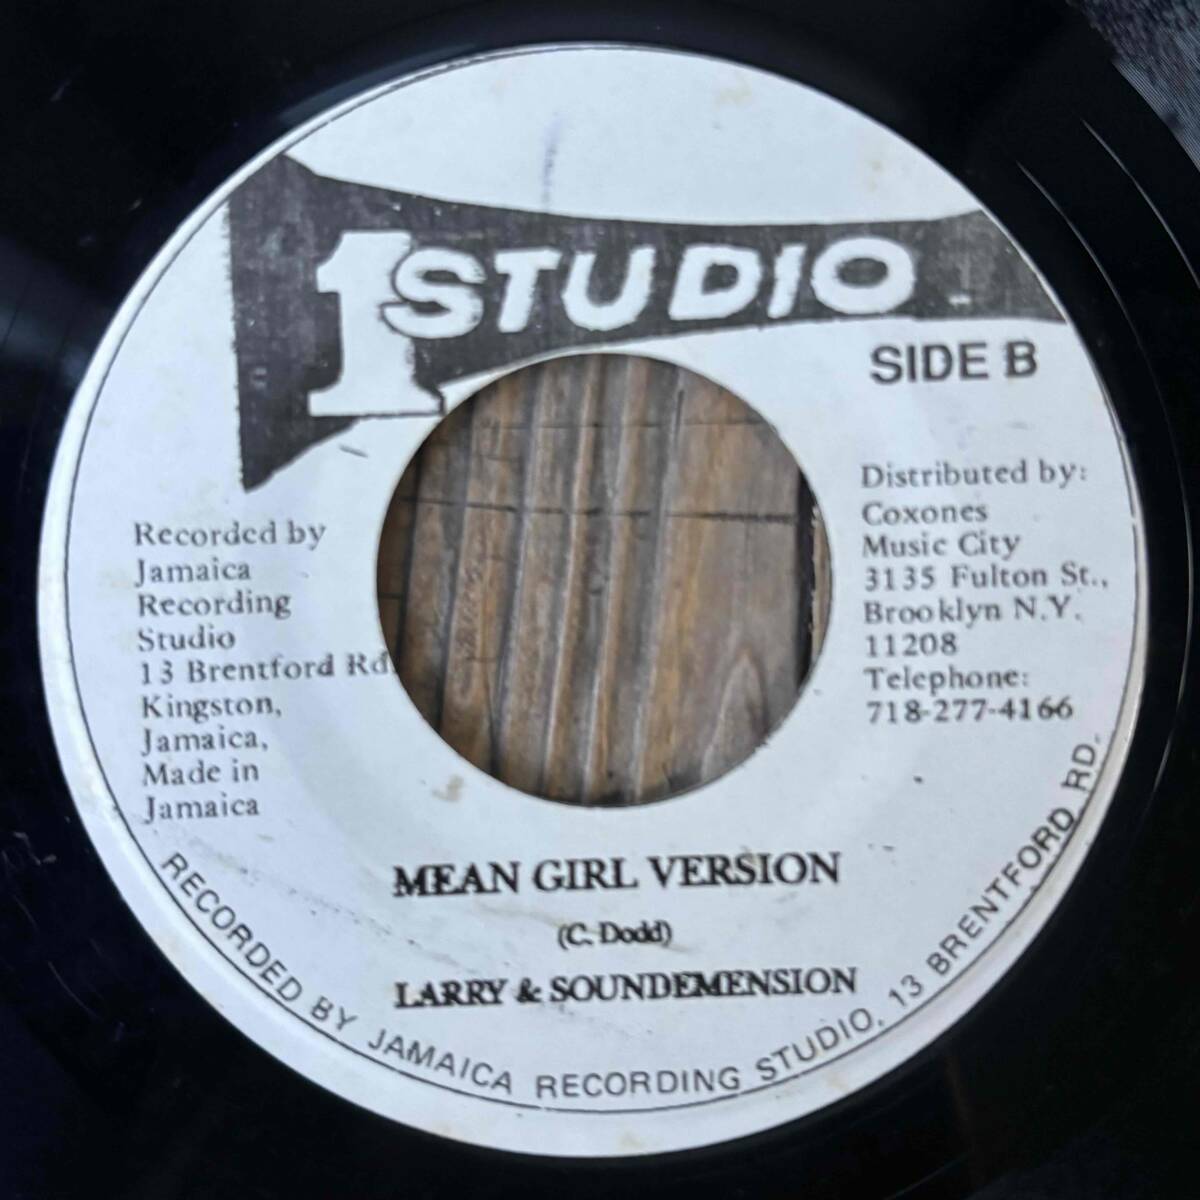 1 STUDIO
SIDE B
Recorded by
Jamaica
Recording
Studio
13 Brentford Rd
Kingston,
Jamaica,
Made in
Jamaica
Distributed by:
Coxones
Music City
3135 Fulton St.,
Brooklyn N.Y.
11208
Telephone:
718-277-4166
MEAN GIRL VERSION
(C. Dodd)
LARRY & SOUNDEMENSION
RECORDED BY JAMAICA RECORDING STUDIO, 13 BRENTFORD RD.